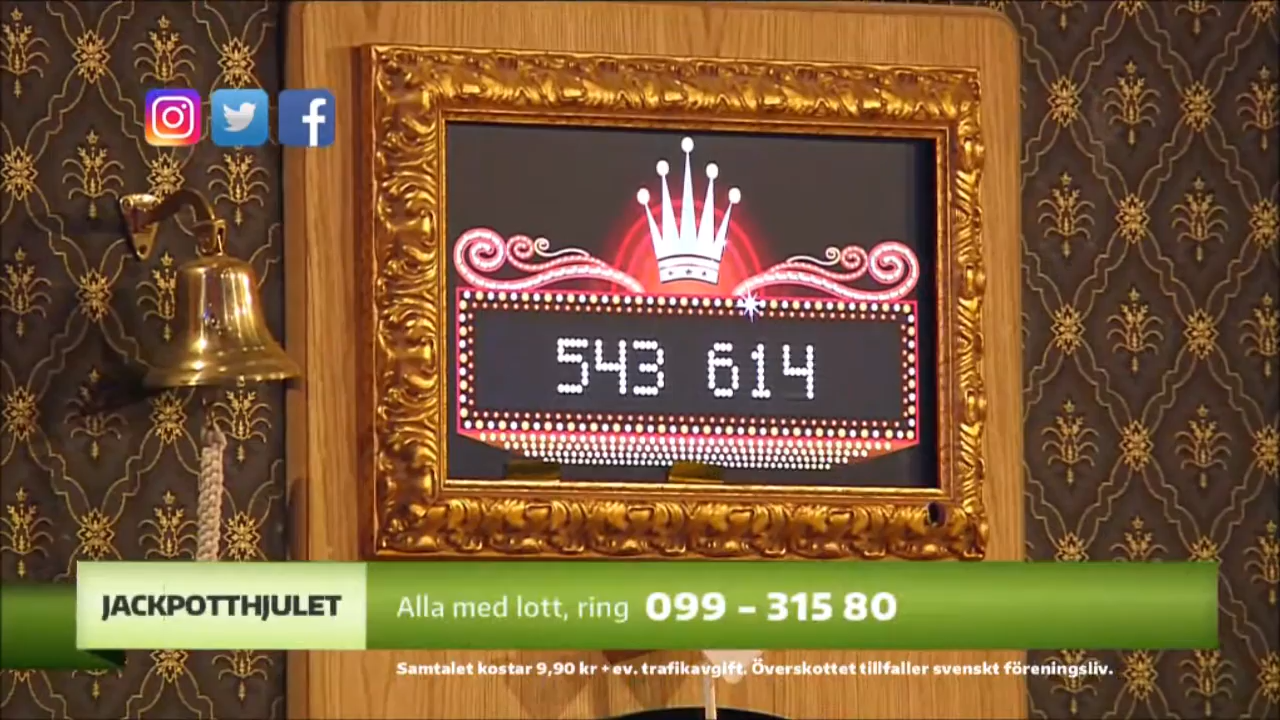 543 614
JACKPOTTHJULET
Alla med lott, ring 099 - 315 80
Samtalet kostar 9,90 kr + ev. trafikavgift. Överskottet tillfaller svenskt föreningsliv.